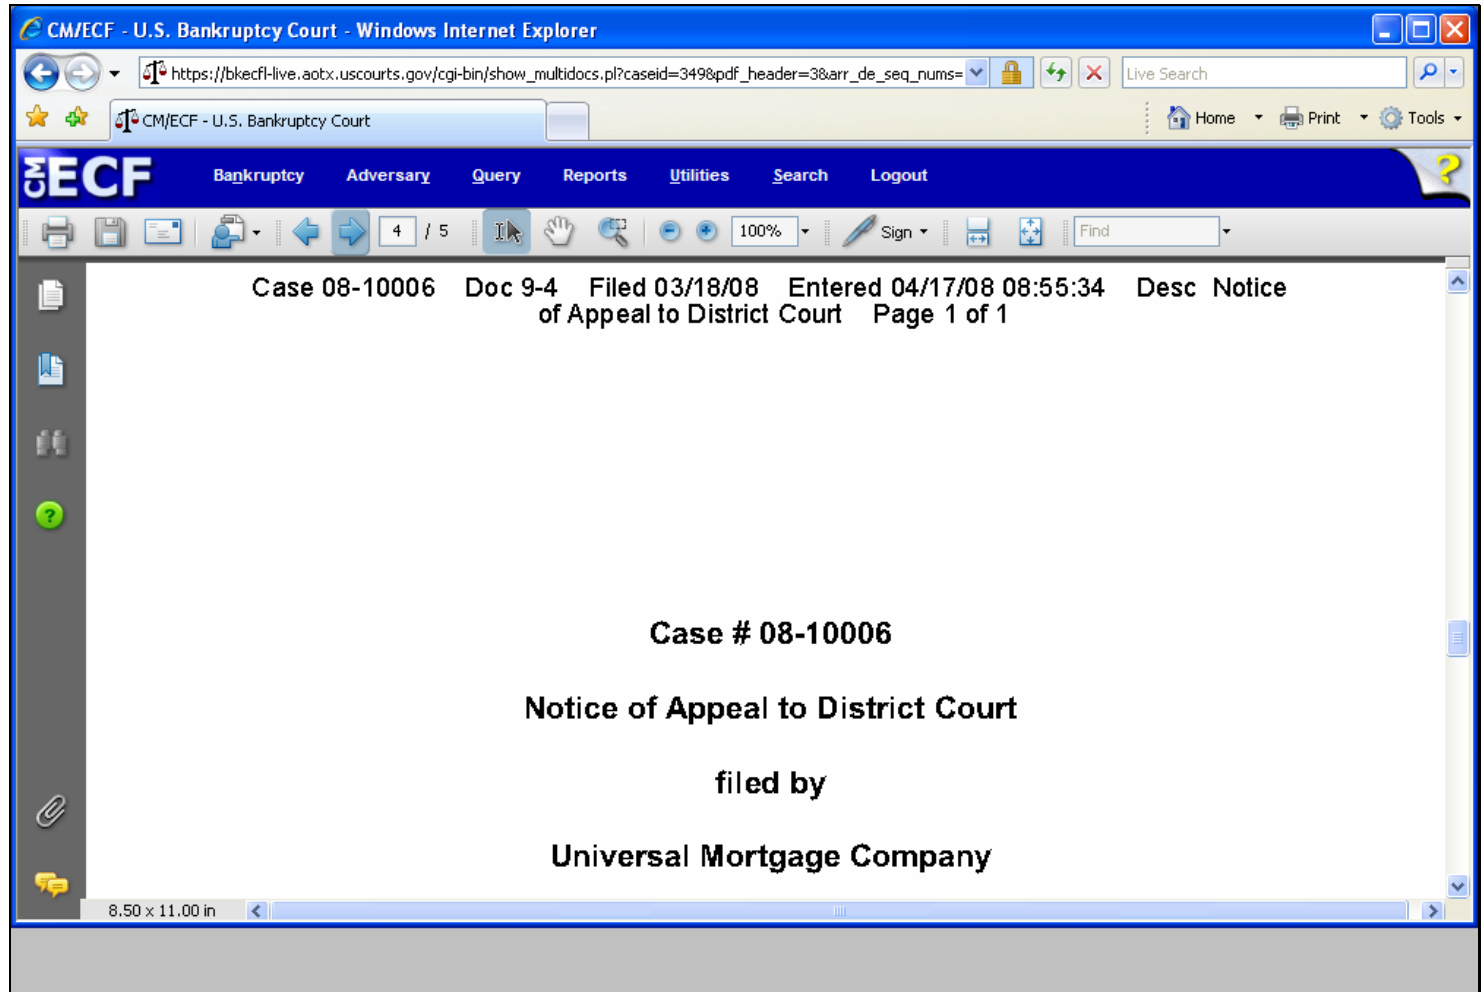 CM/ECF - U.S. Bankruptcy Court - Windows Internet Explorer
https://bkecfl-live.aotx.uscourts.gov/cgi-bin/show_multidocs.pl?caseid=349&pdf_header=3&arr_de_seq_nums=
Live Search
CM/ECF - U.S. Bankruptcy Court
Home Print Tools
CM ECF Bankruptcy Adversary Query Reports Utilities Search Logout ?
4 / 5 100% Sign Find
Case 08-10006 Doc 9-4 Filed 03/18/08 Entered 04/17/08 08:55:34 Desc Notice
of Appeal to District Court Page 1 of 1
?
Case # 08-10006
Notice of Appeal to District Court
filed by
Universal Mortgage Company
8.50 x 11.00 in